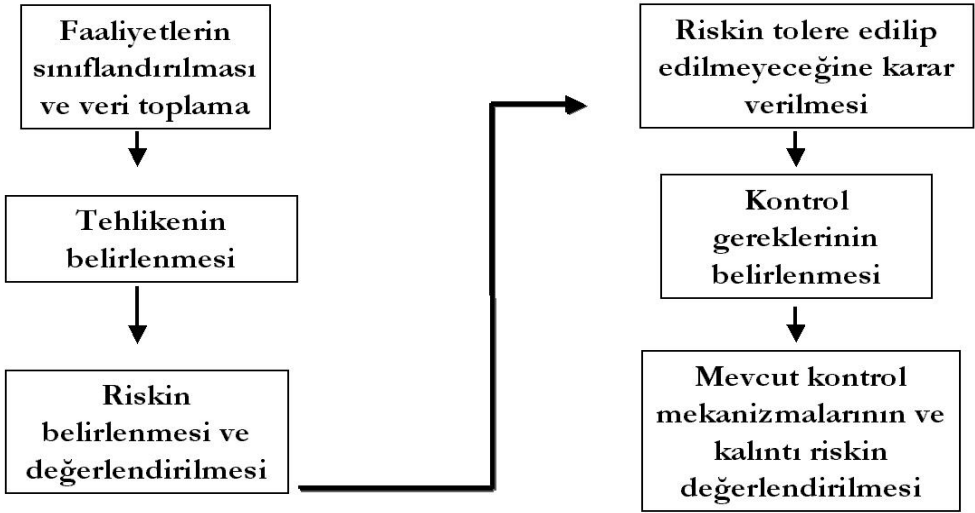 Faaliyetlerin
sınıflandırılması
ve veri toplama
Tehlikenin
belirlenmesi
Riskin
belirlenmesi ve
değerlendirilmesi
Riskin tolere edilip
edilmeyeceğine karar
verilmesi
Kontrol
gereklerinin
belirlenmesi
Mevcut kontrol
mekanizmalarının ve
kalıntı riskin
değerlendirilmesi